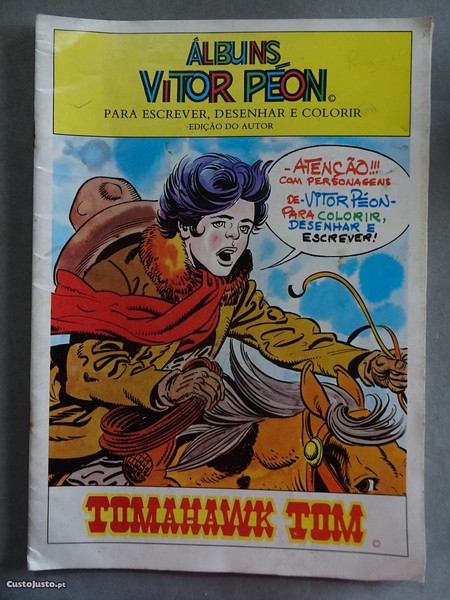 ÁLBUNS
VITOR PÉON ©
PARA ESCREVER, DESENHAR E COLORIR
EDIÇÃO DO AUTOR
-ATENÇÃO!!!
COM PERSONAGENS
DE-VITOR PÉON-
PARA COLORIR,
DESENHAR E
ESCREVER!
TOMAHAWK TOM
©
CustoJusto.pt